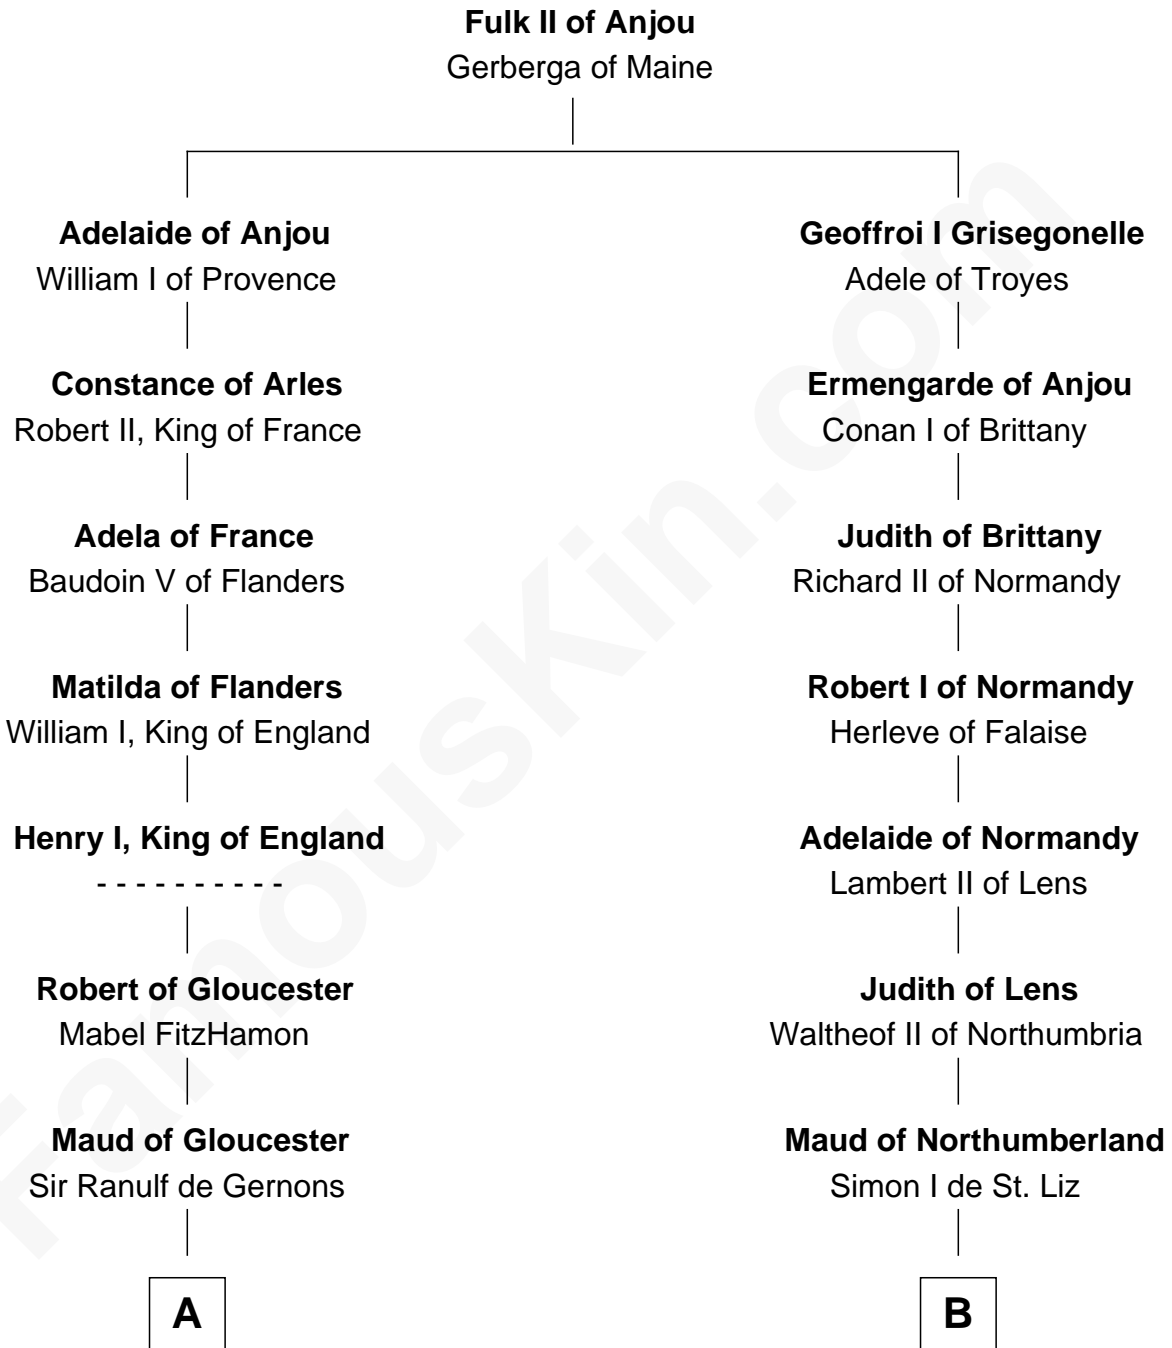 Fulk II of Anjou
Gerberga of Maine
Adelaide of Anjou
William I of Provence
Geoffroi I Grisegonelle
Adele of Troyes
Constance of Arles
Robert II, King of France
Ermengarde of Anjou
Conan I of Brittany
Adela of France
Baudoin V of Flanders
Judith of Brittany
Richard II of Normandy
Matilda of Flanders
William I, King of England
Robert I of Normandy
Herleve of Falaise
Henry I, King of England
- - - - - - - - - -
Adelaide of Normandy
Lambert II of Lens
Robert of Gloucester
Mabel FitzHamon
Judith of Lens
Waltheof II of Northumbria
Maud of Gloucester
Sir Ranulf de Gernons
Maud of Northumberland
Simon I de St. Liz
A
B
FamousKin.com